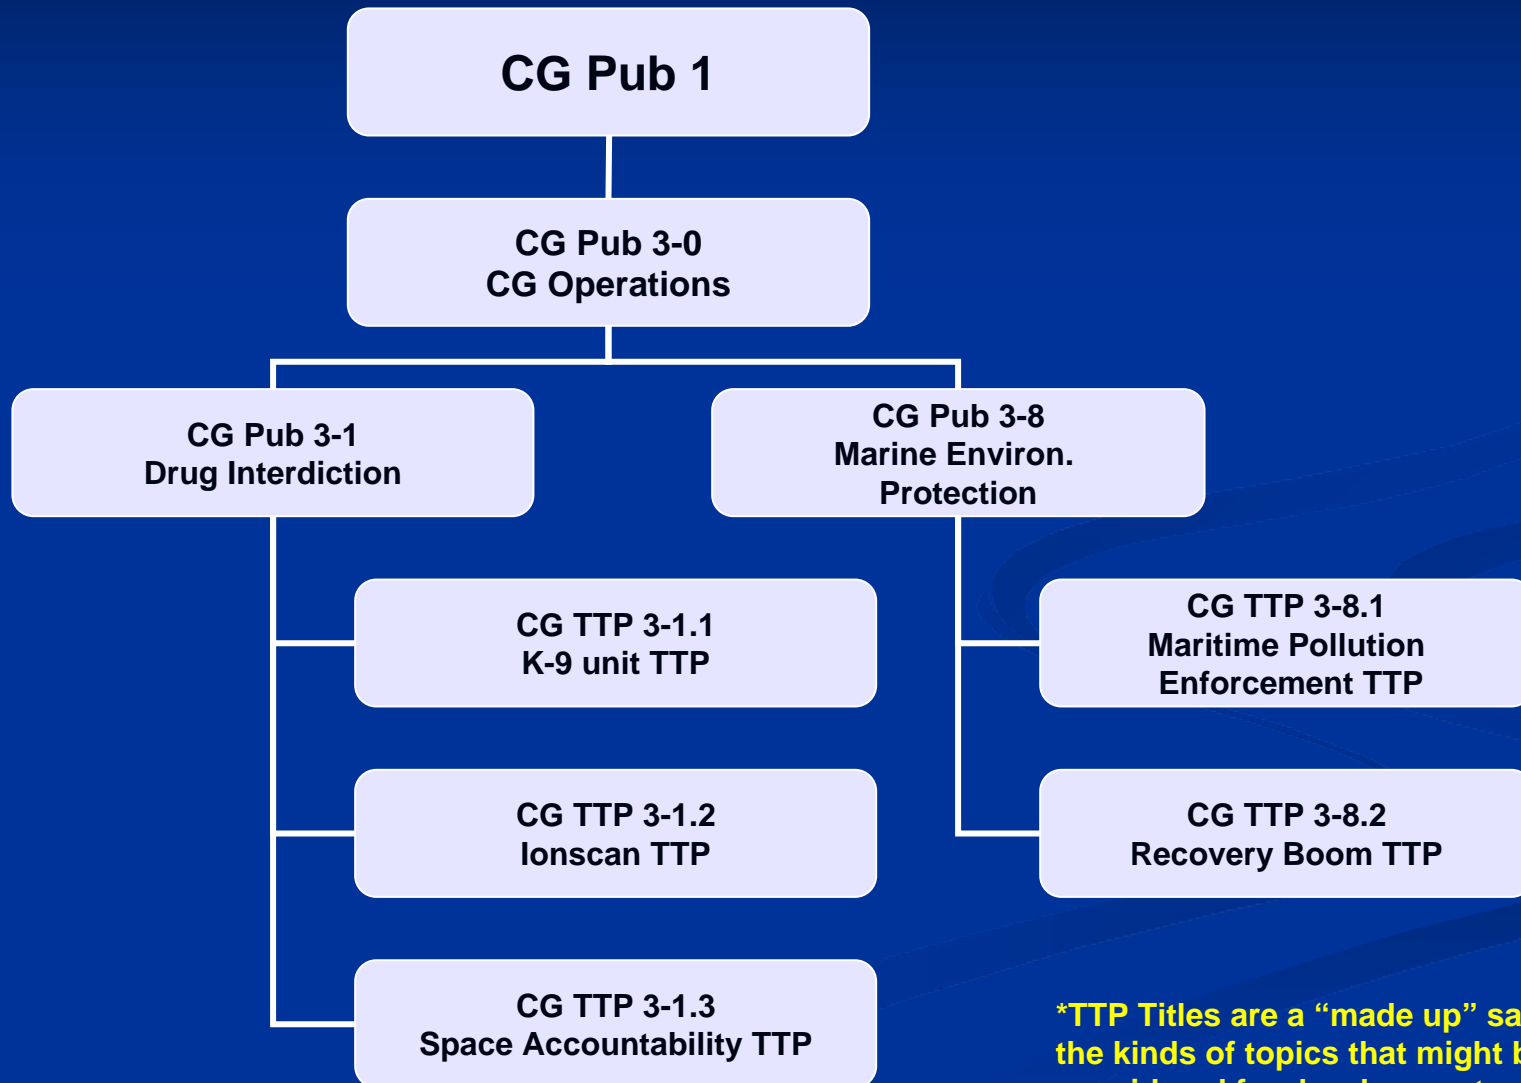 CG Pub 1
CG Pub 3-0
CG Operations
CG Pub 3-1
Drug Interdiction
CG Pub 3-8
Marine Environ.
Protection
CG TTP 3-1.1
K-9 unit TTP
CG TTP 3-8.1
Maritime Pollution
Enforcement TTP
CG TTP 3-1.2
Ionscan TTP
CG TTP 3-8.2
Recovery Boom TTP
CG TTP 3-1.3
Space Accountability TTP
*TTP Titles are a “made up”
the kinds of topics that might